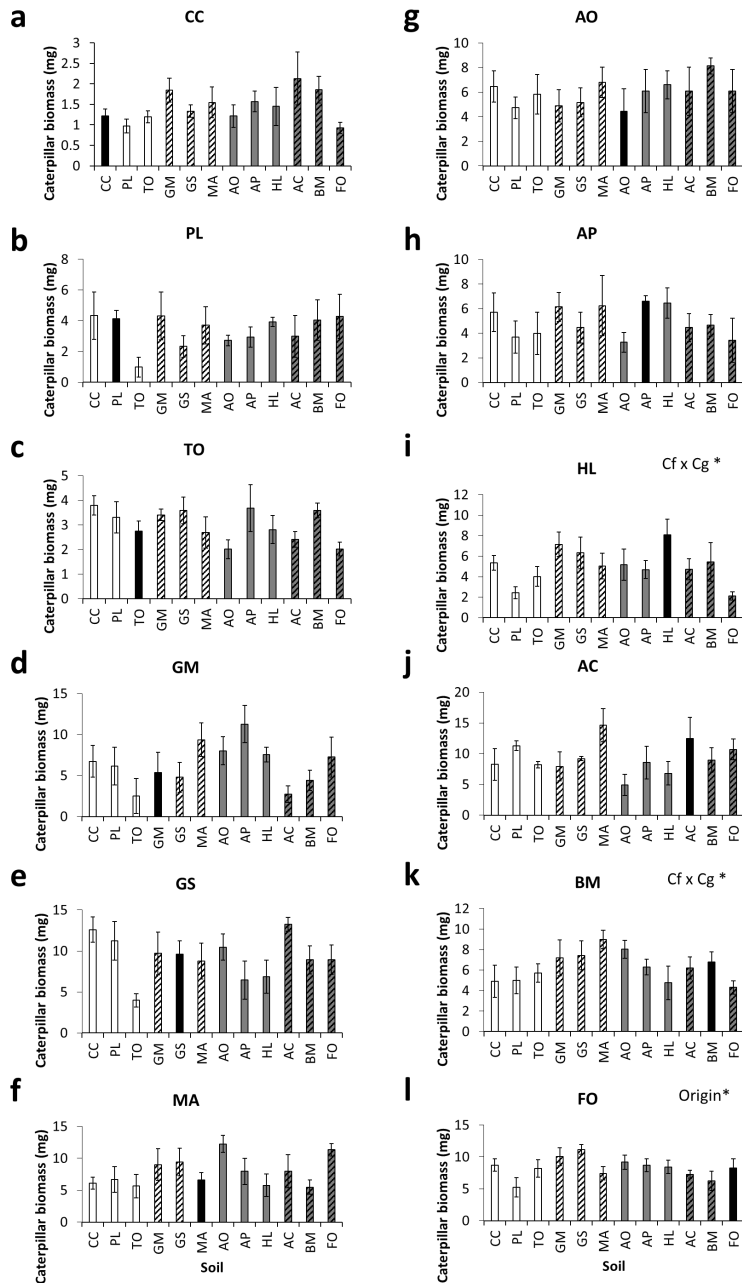 a
CC
Caterpillar biomass (mg)
3
2.5
2
1.5
1
0.5
0
CC PL TO GM GS MA AO AP HL AC BM FO
b
PL
Caterpillar biomass (mg)
8
6
4
2
0
CC PL TO GM GS MA AO AP HL AC BM FO
c
TO
Caterpillar biomass (mg)
5
4
3
2
1
0
CC PL TO GM GS MA AO AP HL AC BM FO
d
GM
Caterpillar biomass (mg)
15
10
5
0
CC PL TO GM GS MA AO AP HL AC BM FO
e
GS
Caterpillar biomass (mg)
15
10
5
0
CC PL TO GM GS MA AO AP HL AC BM FO
f
MA
Caterpillar biomass (mg)
15
10
5
0
CC PL TO GM GS MA AO AP HL AC BM FO
Soil
g
AO
Caterpillar biomass (mg)
10
8
6
4
2
0
CC PL TO GM GS MA AO AP HL AC BM FO
h
AP
Caterpillar biomass (mg)
10
8
6
4
2
0
CC PL TO GM GS MA AO AP HL AC BM FO
i
HL
Cf x Cg *
Caterpillar biomass (mg)
12
10
8
6
4
2
0
CC PL TO GM GS MA AO AP HL AC BM FO
j
AC
Caterpillar biomass (mg)
20
15
10
5
0
CC PL TO GM GS MA AO AP HL AC BM FO
k
BM
Cf x Cg *
Caterpillar biomass (mg)
12
10
8
6
4
2
0
CC PL TO GM GS MA AO AP HL AC BM FO
l
FO
Origin*
Caterpillar biomass (mg)
20
15
10
5
0
CC PL TO GM GS MA AO AP HL AC BM FO
Soil